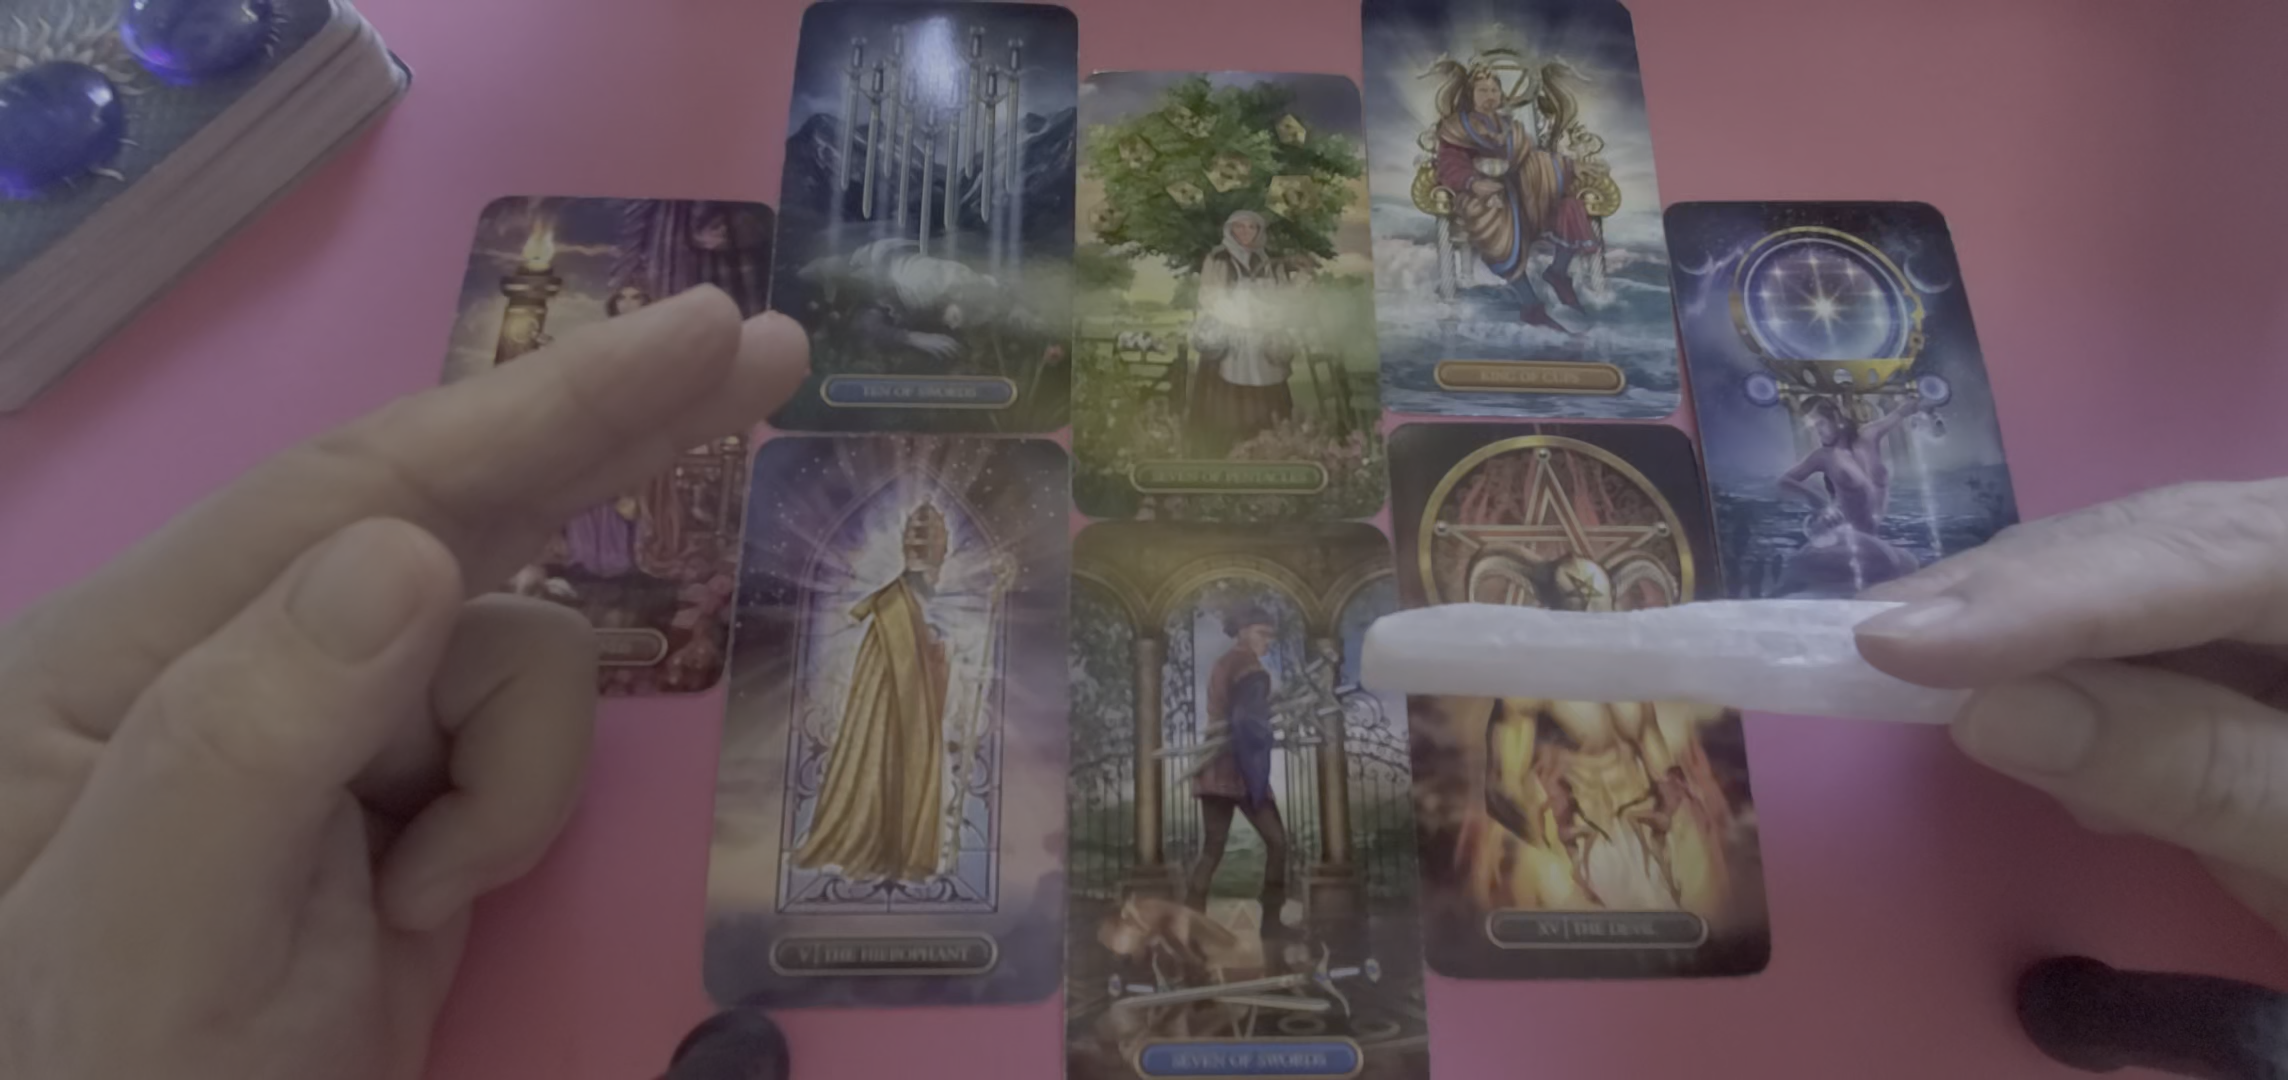 TEN OF SWORDS
KING OF CUPS
SEVEN OF PENTACLES
V | THE HIEROPHANT
XV | THE DEVIL
SEVEN OF SWORDS